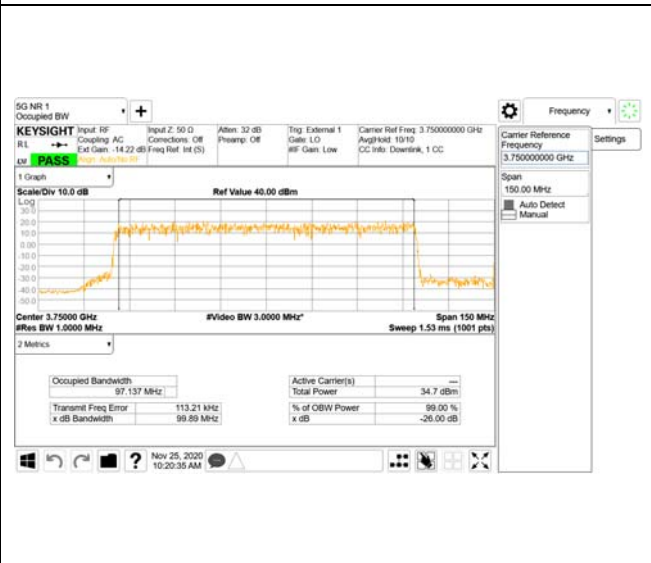 5G NR 1
Occupied BW
+
Frequency
KEYSIGHT
RL
PASS
Input: RF
Coupling: AC
Ext Gain: -14.22 dB
Align: Auto/No RF
Input Z: 50 Ω
Corrections: Off
Freq Ref: Int (S)
Atten: 32 dB
Preamp: Off
Trig: External 1
Gate: LO
#IF Gain: Low
Carrier Ref Freq: 3.750000000 GHz
Avg|Hold: 10/10
CC Info: Downlink, 1 CC
Carrier Reference
Frequency
3.750000000 GHz
Settings
Span
150.00 MHz
Auto Detect
Manual
1 Graph
Scale/Div 10.0 dB
Ref Value 40.00 dBm
Log
30.0
20.0
10.0
0.00
-10.0
-20.0
-30.0
-40.0
-50.0
Center 3.75000 GHz
#Video BW 3.0000 MHz*
Span 150 MHz
#Res BW 1.0000 MHz
Sweep 1.53 ms (1001 pts)
2 Metrics
Occupied Bandwidth
97.137 MHz
Transmit Freq Error 113.21 kHz
x dB Bandwidth 99.89 MHz
Active Carrier(s) ---
Total Power 34.7 dBm
% of OBW Power 99.00 %
x dB -26.00 dB
?
Nov 25, 2020
10:20:35 AM